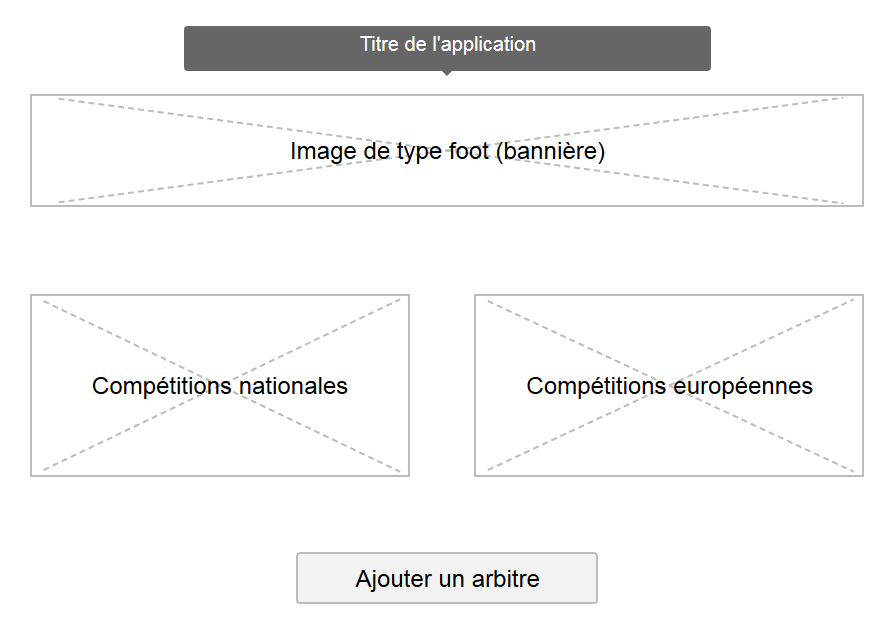 Titre de l'application
Image de type foot (bannière)
Compétitions nationales
Compétitions européennes
Ajouter un arbitre